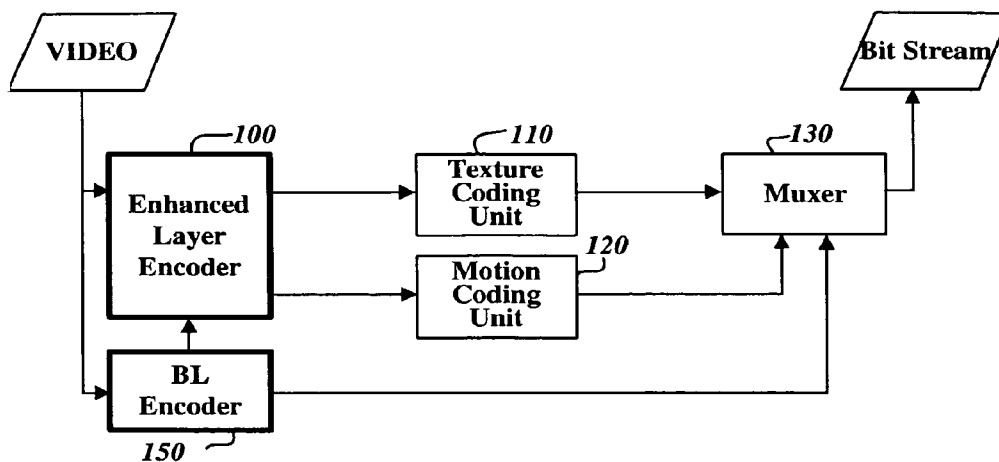 VIDEO
Bit Stream
100
110
130
Enhanced
Layer
Encoder
Texture
Coding
Unit
Muxer
120
Motion
Coding
Unit
BL
Encoder
150